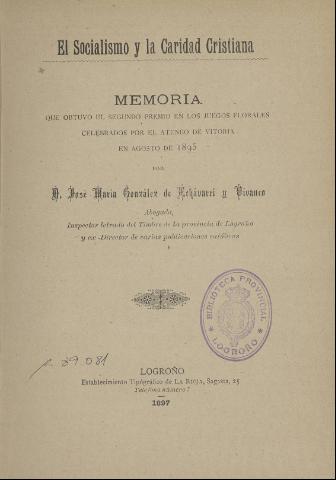 El Socialismo y la Caridad Cristiana
MEMORIA
QUE OBTUVO EL SEGUNDO PREMIO EN LOS JUEGOS FLORALES
CELEBRADOS POR EL ATENEO DE VITORIA
EN AGOSTO DE 1895
POR
D. José María González de Echávarri y Vivanco
Abogado,
Inspector letrado del Timbre de la provincia de Logroño
y ex-Director de varias publicaciones católicas
BIBLIOTECA PROVINCIAL
LOGROÑO
39.081
LOGROÑO
Establecimiento Tipográfico de LA RIOJA, Sagasta, 25
Teléfono número 7
1897